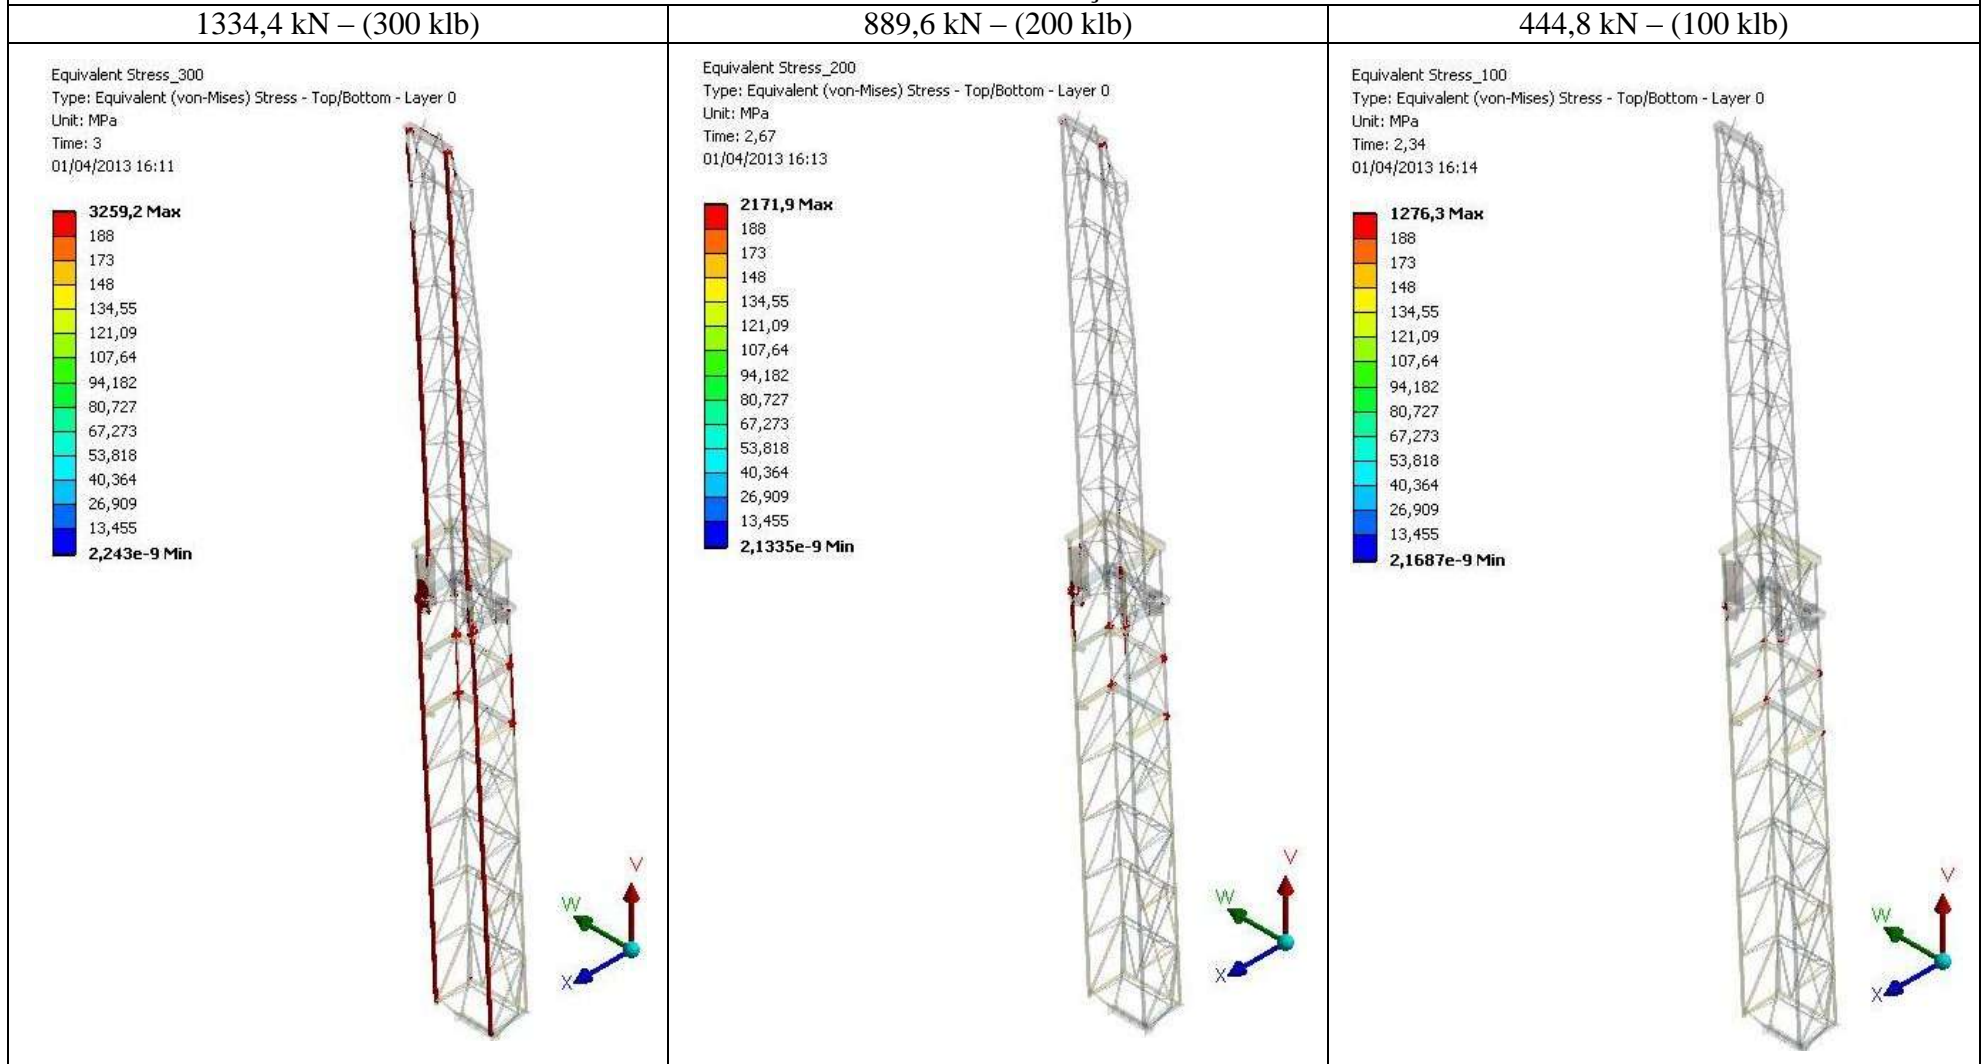 1334,4 kN – (300 klb)
889,6 kN – (200 klb)
444,8 kN – (100 klb)
Equivalent Stress_300
Type: Equivalent (von-Mises) Stress - Top/Bottom - Layer 0
Unit: MPa
Time: 3
01/04/2013 16:11
3259,2 Max
188
173
148
134,55
121,09
107,64
94,182
80,727
67,273
53,818
40,364
26,909
13,455
2,243e-9 Min
V
W
X
Equivalent Stress_200
Type: Equivalent (von-Mises) Stress - Top/Bottom - Layer 0
Unit: MPa
Time: 2,67
01/04/2013 16:13
2171,9 Max
188
173
148
134,55
121,09
107,64
94,182
80,727
67,273
53,818
40,364
26,909
13,455
2,1335e-9 Min
V
W
X
Equivalent Stress_100
Type: Equivalent (von-Mises) Stress - Top/Bottom - Layer 0
Unit: MPa
Time: 2,34
01/04/2013 16:14
1276,3 Max
188
173
148
134,55
121,09
107,64
94,182
80,727
67,273
53,818
40,364
26,909
13,455
2,1687e-9 Min
V
W
X